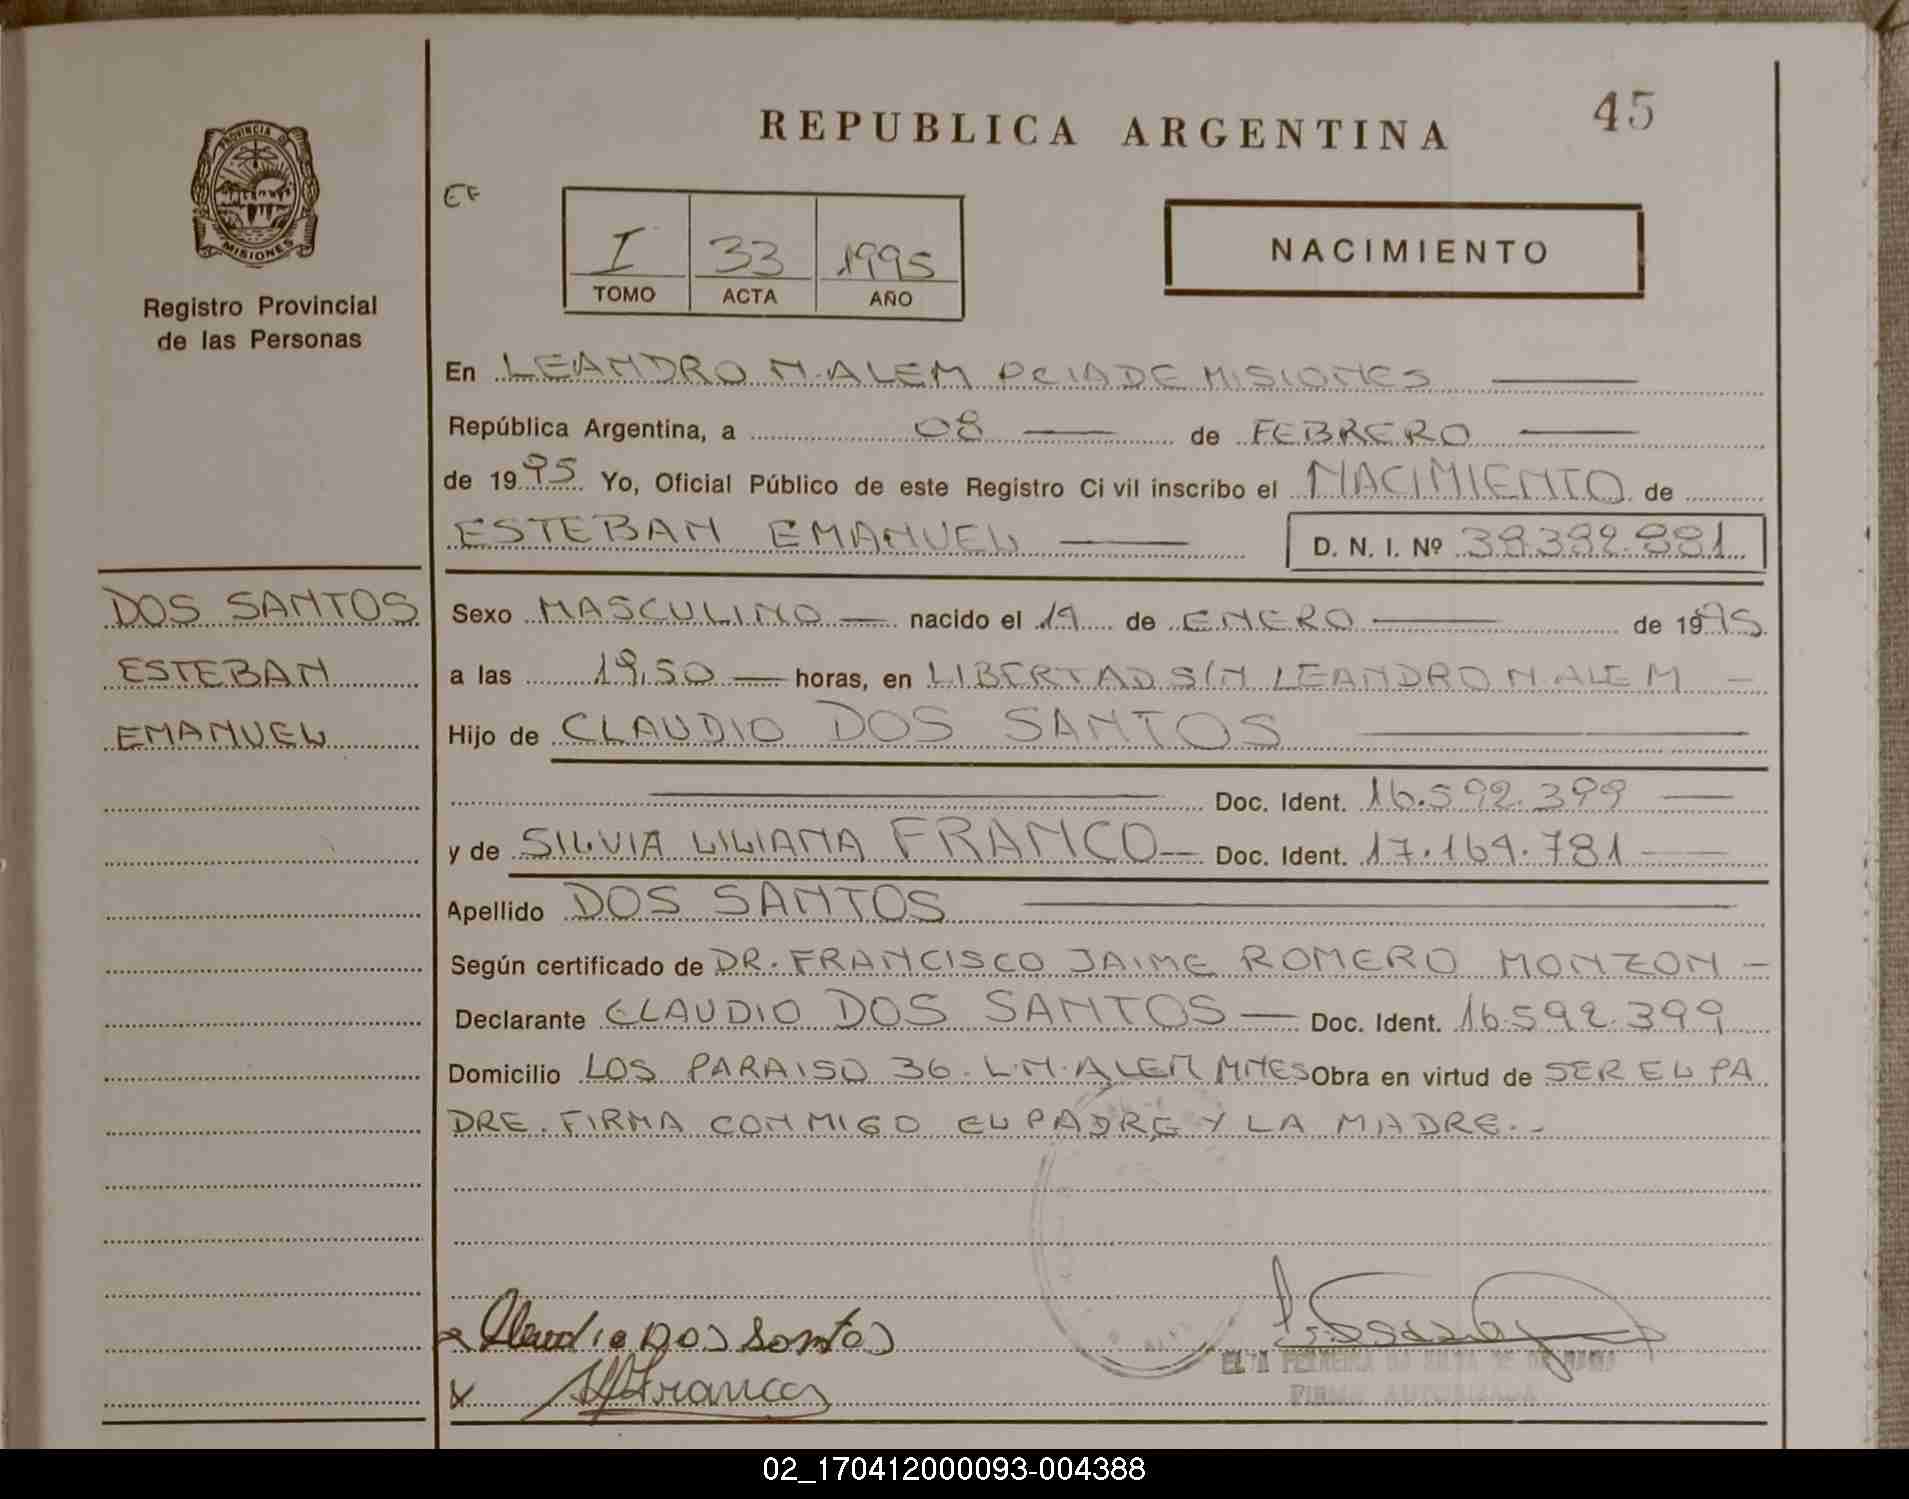 45
REPUBLICA ARGENTINA
PROVINCIA D
MISIONES
Registro Provincial
de las Personas
EF
I 33 1995
TOMO ACTA AÑO
NACIMIENTO
En LEANDRO N. ALEM PCIA DE MISIONES
República Argentina, a 08 de FEBRERO
de 1995 Yo, Oficial Público de este Registro Ci vil inscribo el NACIMIENTO de
ESTEBAN EMANUEL D. N. I. Nº
DOS SANTOS
ESTEBAN
EMANUEL
Sexo MASCULINO nacido el 19 de ENERO de 1995
a las 19,50 horas, en LIBERTAD S/N LEANDRO N. ALEM
Hijo de CLAUDIO DOS SANTOS
Doc. Ident. 16.592.399
y de SILVIA LILIANA FRANCO Doc. Ident. 17.169.781
Apellido DOS SANTOS
Según certificado de DR. FRANCISCO JAIME ROMERO MONZON
Declarante CLAUDIO DOS SANTOS Doc. Ident. 16.592.399
Domicilio LOS PARAISO 36. L.N. ALEM MNES Obra en virtud de SER EL PA
DRE. FIRMA CONMIGO EL PADRE Y LA MADRE.-
Claudio DOS Santos
Franco
FIRMA AUTORIZADA
02_170412000093-004388